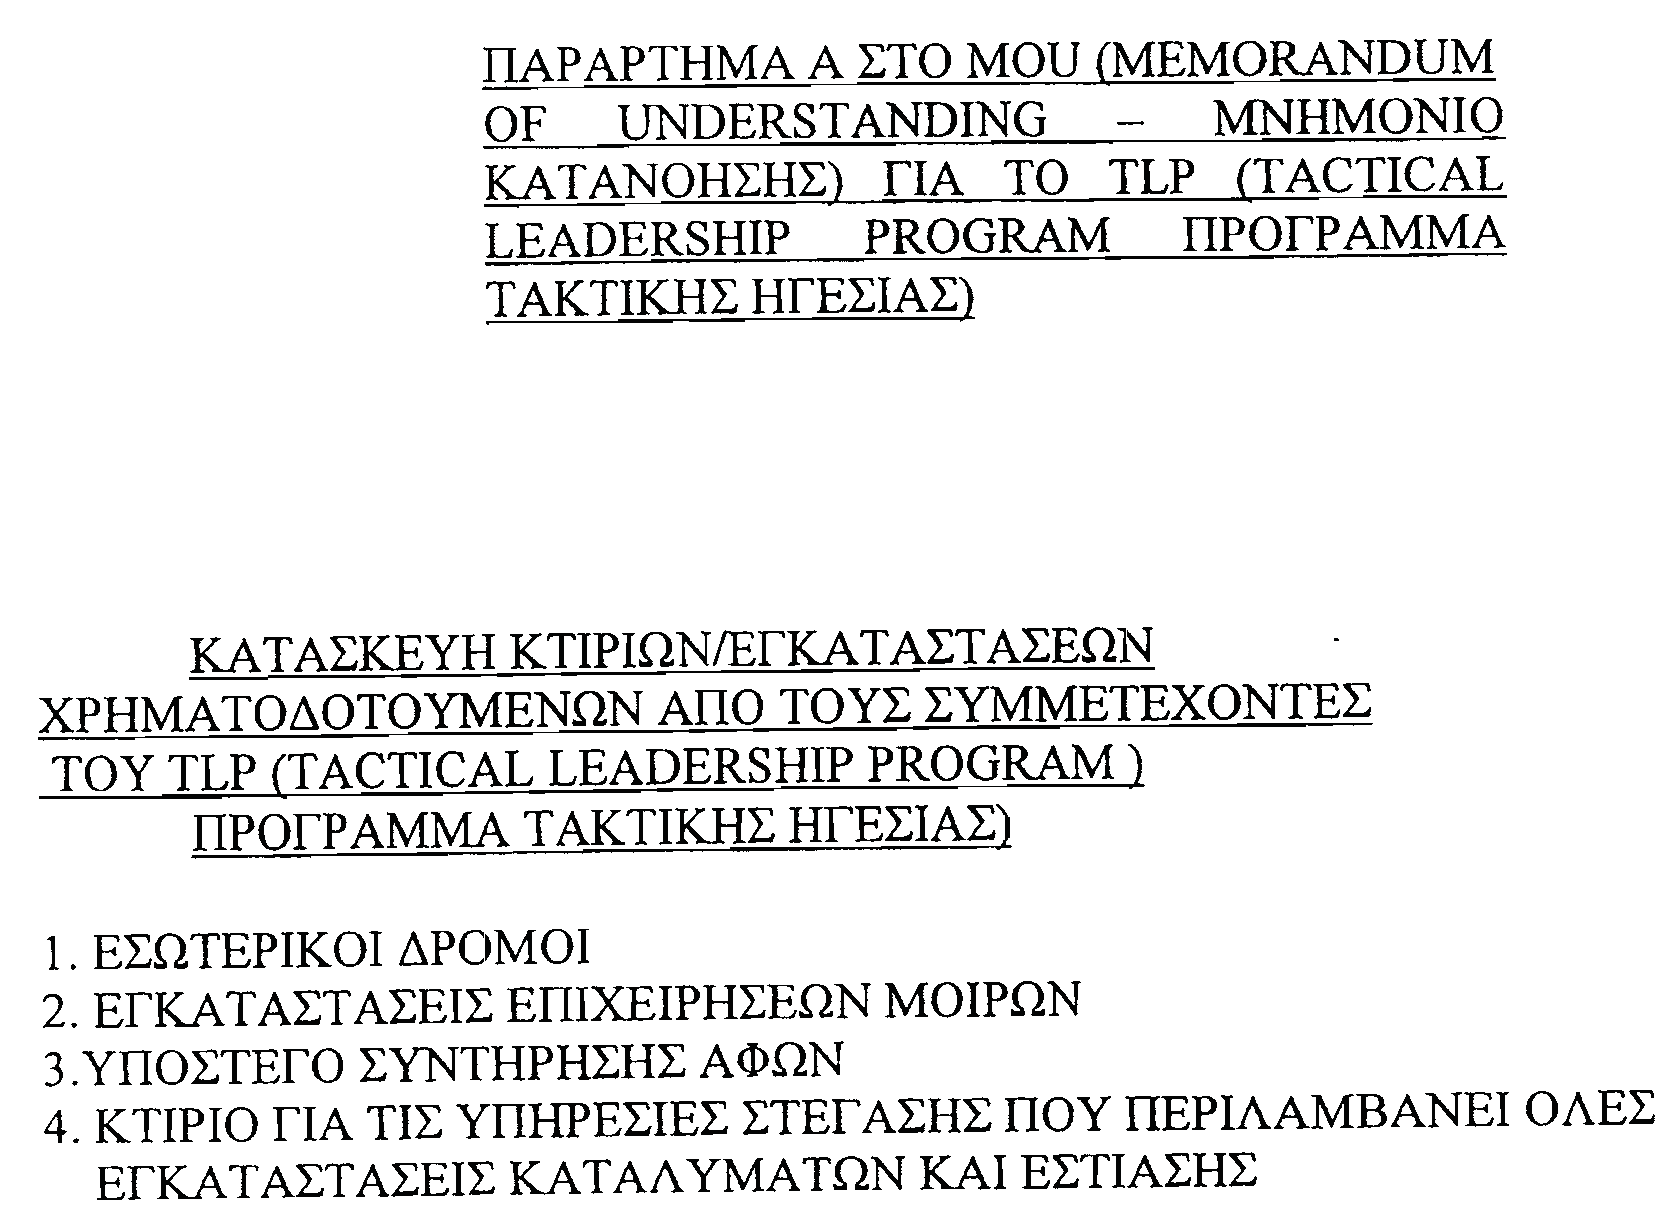 ΠΑΡΑΡΤΗΜΑ Α ΣΤΟ MOU (MEMORANDUM
OF UNDERSTANDING – ΜΝΗΜΟΝΙΟ
ΚΑΤΑΝΟΗΣΗΣ) ΓΙΑ ΤΟ TLP (TACTICAL
LEADERSHIP PROGRAM ΠΡΟΓΡΑΜΜΑ
ΤΑΚΤΙΚΗΣ ΗΓΕΣΙΑΣ)
ΚΑΤΑΣΚΕΥΗ ΚΤΙΡΙΩΝ/ΕΓΚΑΤΑΣΤΑΣΕΩΝ
ΧΡΗΜΑΤΟΔΟΤΟΥΜΕΝΩΝ ΑΠΟ ΤΟΥΣ ΣΥΜΜΕΤΕΧΟΝΤΕΣ
ΤΟΥ TLP (TACTICAL LEADERSHIP PROGRAM )
ΠΡΟΓΡΑΜΜΑ ΤΑΚΤΙΚΗΣ ΗΓΕΣΙΑΣ)
1. ΕΣΩΤΕΡΙΚΟΙ ΔΡΟΜΟΙ
2. ΕΓΚΑΤΑΣΤΑΣΕΙΣ ΕΠΙΧΕΙΡΗΣΕΩΝ ΜΟΙΡΩΝ
3.ΥΠΟΣΤΕΓΟ ΣΥΝΤΗΡΗΣΗΣ ΑΦΩΝ
4. ΚΤΙΡΙΟ ΓΙΑ ΤΙΣ ΥΠΗΡΕΣΙΕΣ ΣΤΕΓΑΣΗΣ ΠΟΥ ΠΕΡΙΛΑΜΒΑΝΕΙ ΟΛΕΣ
ΕΓΚΑΤΑΣΤΑΣΕΙΣ ΚΑΤΑΛΥΜΑΤΩΝ ΚΑΙ ΕΣΤΙΑΣΗΣ